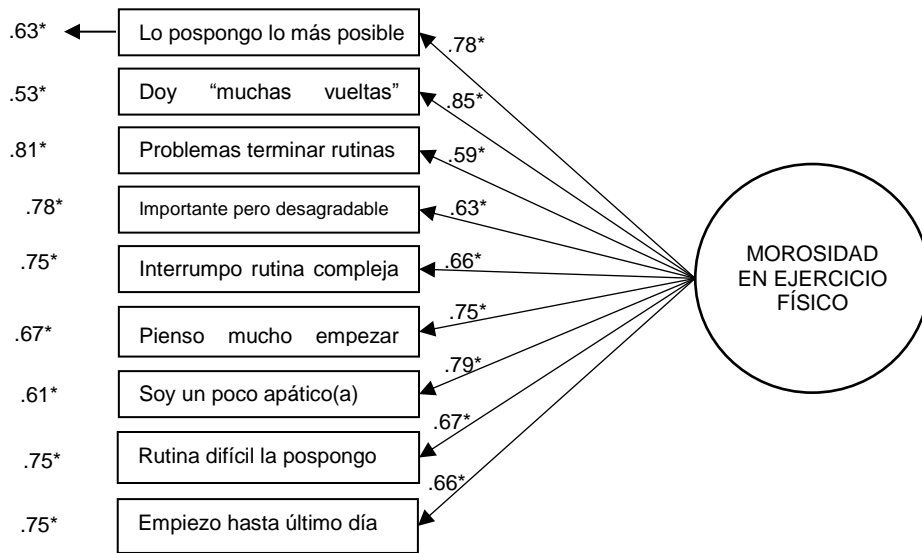 .63* Lo pospongo lo más posible .78*
.53* Doy “muchas vueltas” .85*
.81* Problemas terminar rutinas .59*
.78* Importante pero desagradable .63*
.75* Interrumpo rutina compleja .66*
.67* Pienso mucho empezar .75*
.61* Soy un poco apático(a) .79*
.75* Rutina difícil la pospongo .67*
.75* Empiezo hasta último día .66*
MOROSIDAD
EN EJERCICIO
FÍSICO